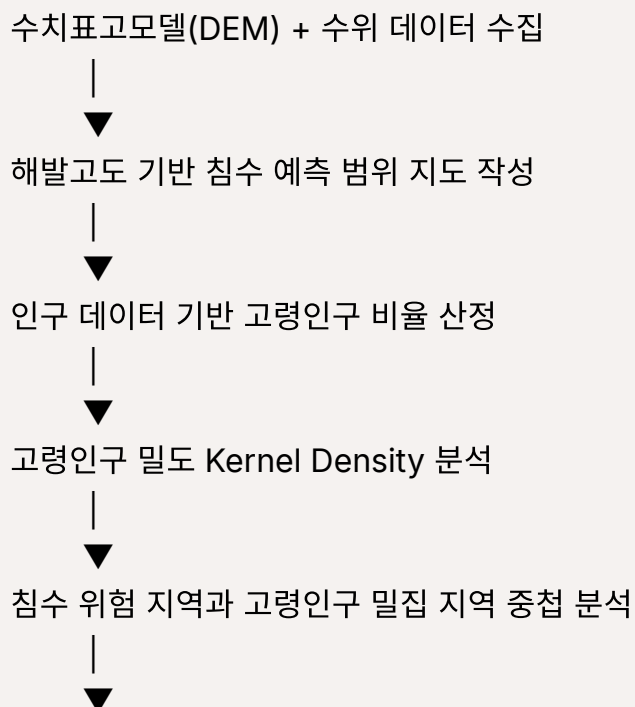 수치표고모델(DEM) + 수위 데이터 수집
│
▼
해발고도 기반 침수 예측 범위 지도 작성
│
▼
인구 데이터 기반 고령인구 비율 산정
│
▼
고령인구 밀도 Kernel Density 분석
│
▼
침수 위험 지역과 고령인구 밀집 지역 중첩 분석
│
▼